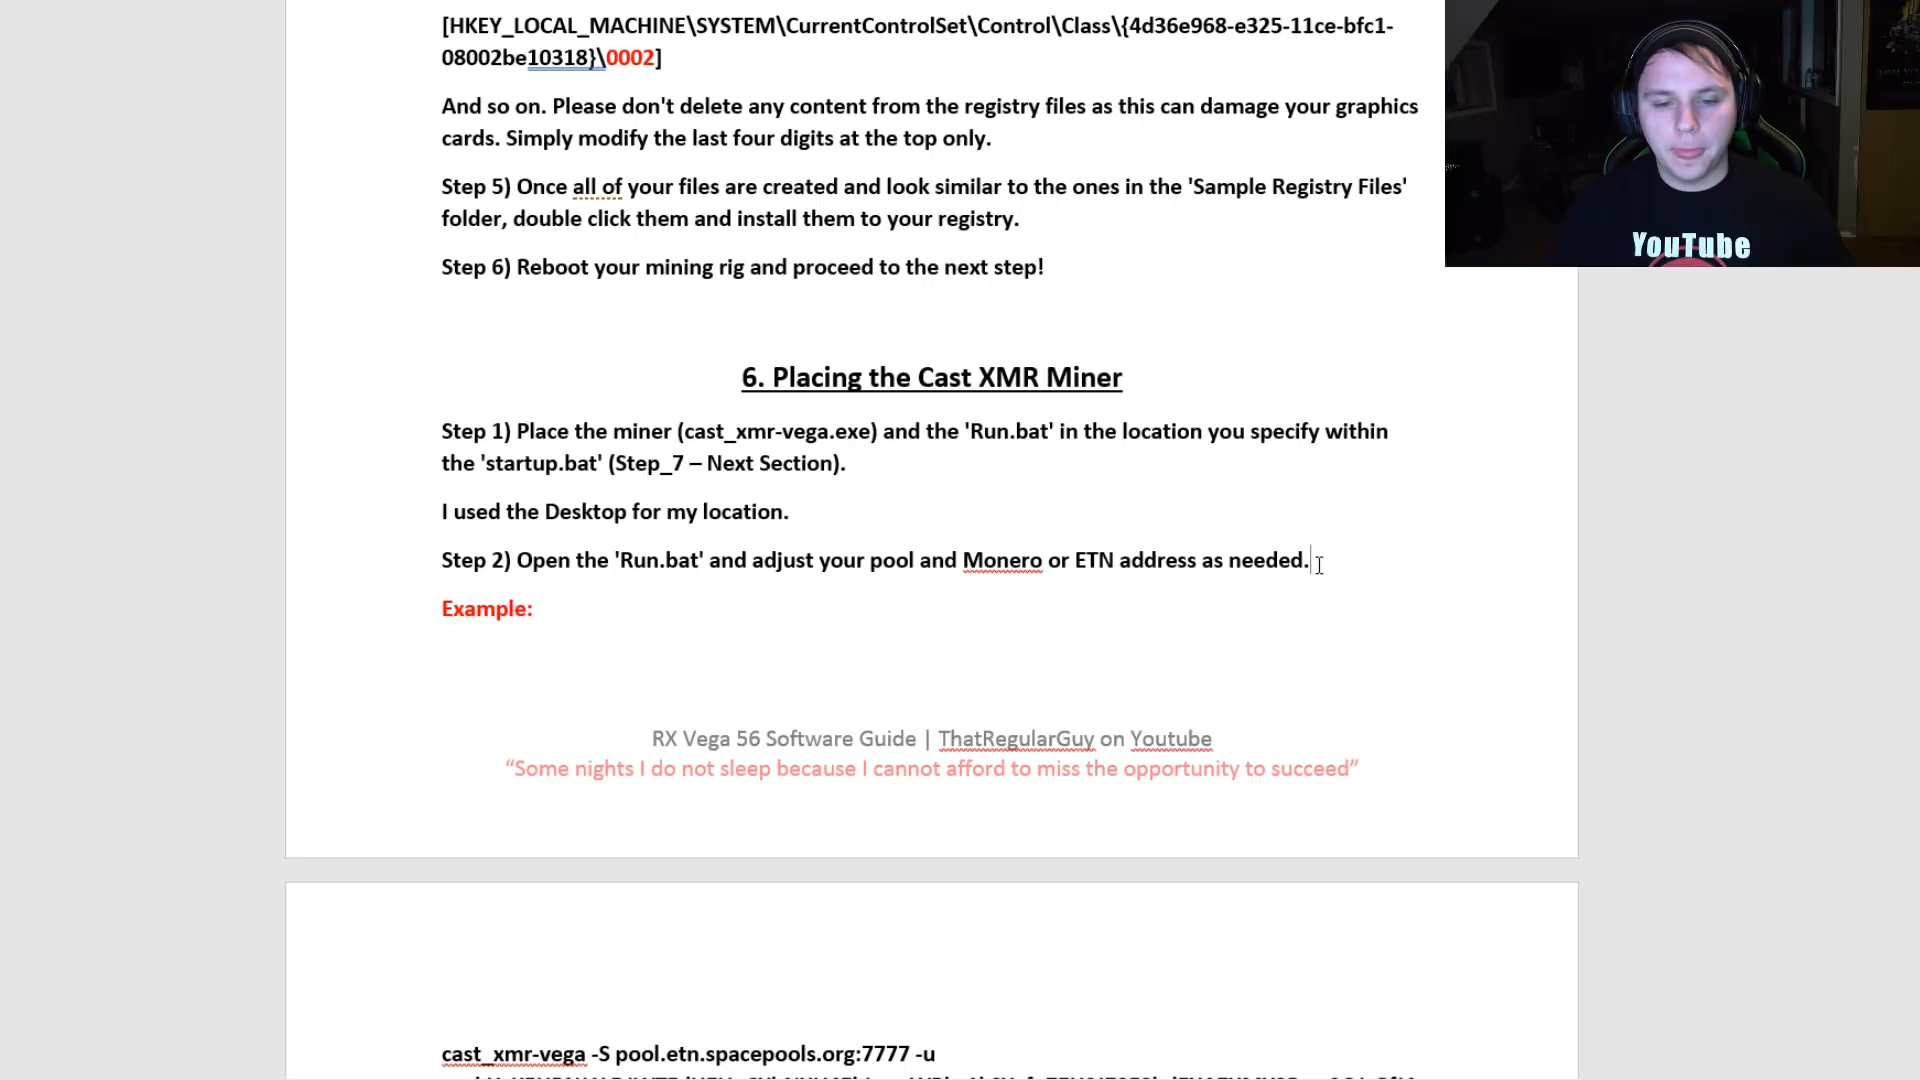 [HKEY_LOCAL_MACHINE\SYSTEM\CurrentControlSet\Control\Class\{4d36e968-e325-11ce-bfc1-
08002be10318}\0002]
And so on. Please don't delete any content from the registry files as this can damage your graphics
cards. Simply modify the last four digits at the top only.
Step 5) Once all of your files are created and look similar to the ones in the 'Sample Registry Files'
folder, double click them and install them to your registry.
Step 6) Reboot your mining rig and proceed to the next step!
YouTube
6. Placing the Cast XMR Miner
Step 1) Place the miner (cast_xmr-vega.exe) and the 'Run.bat' in the location you specify within
the 'startup.bat' (Step_7 – Next Section).
I used the Desktop for my location.
Step 2) Open the 'Run.bat' and adjust your pool and Monero or ETN address as needed.
Example:
RX Vega 56 Software Guide | ThatRegularGuy on Youtube
“Some nights I do not sleep because I cannot afford to miss the opportunity to succeed”
cast_xmr-vega -S pool.etn.spacepools.org:7777 -u